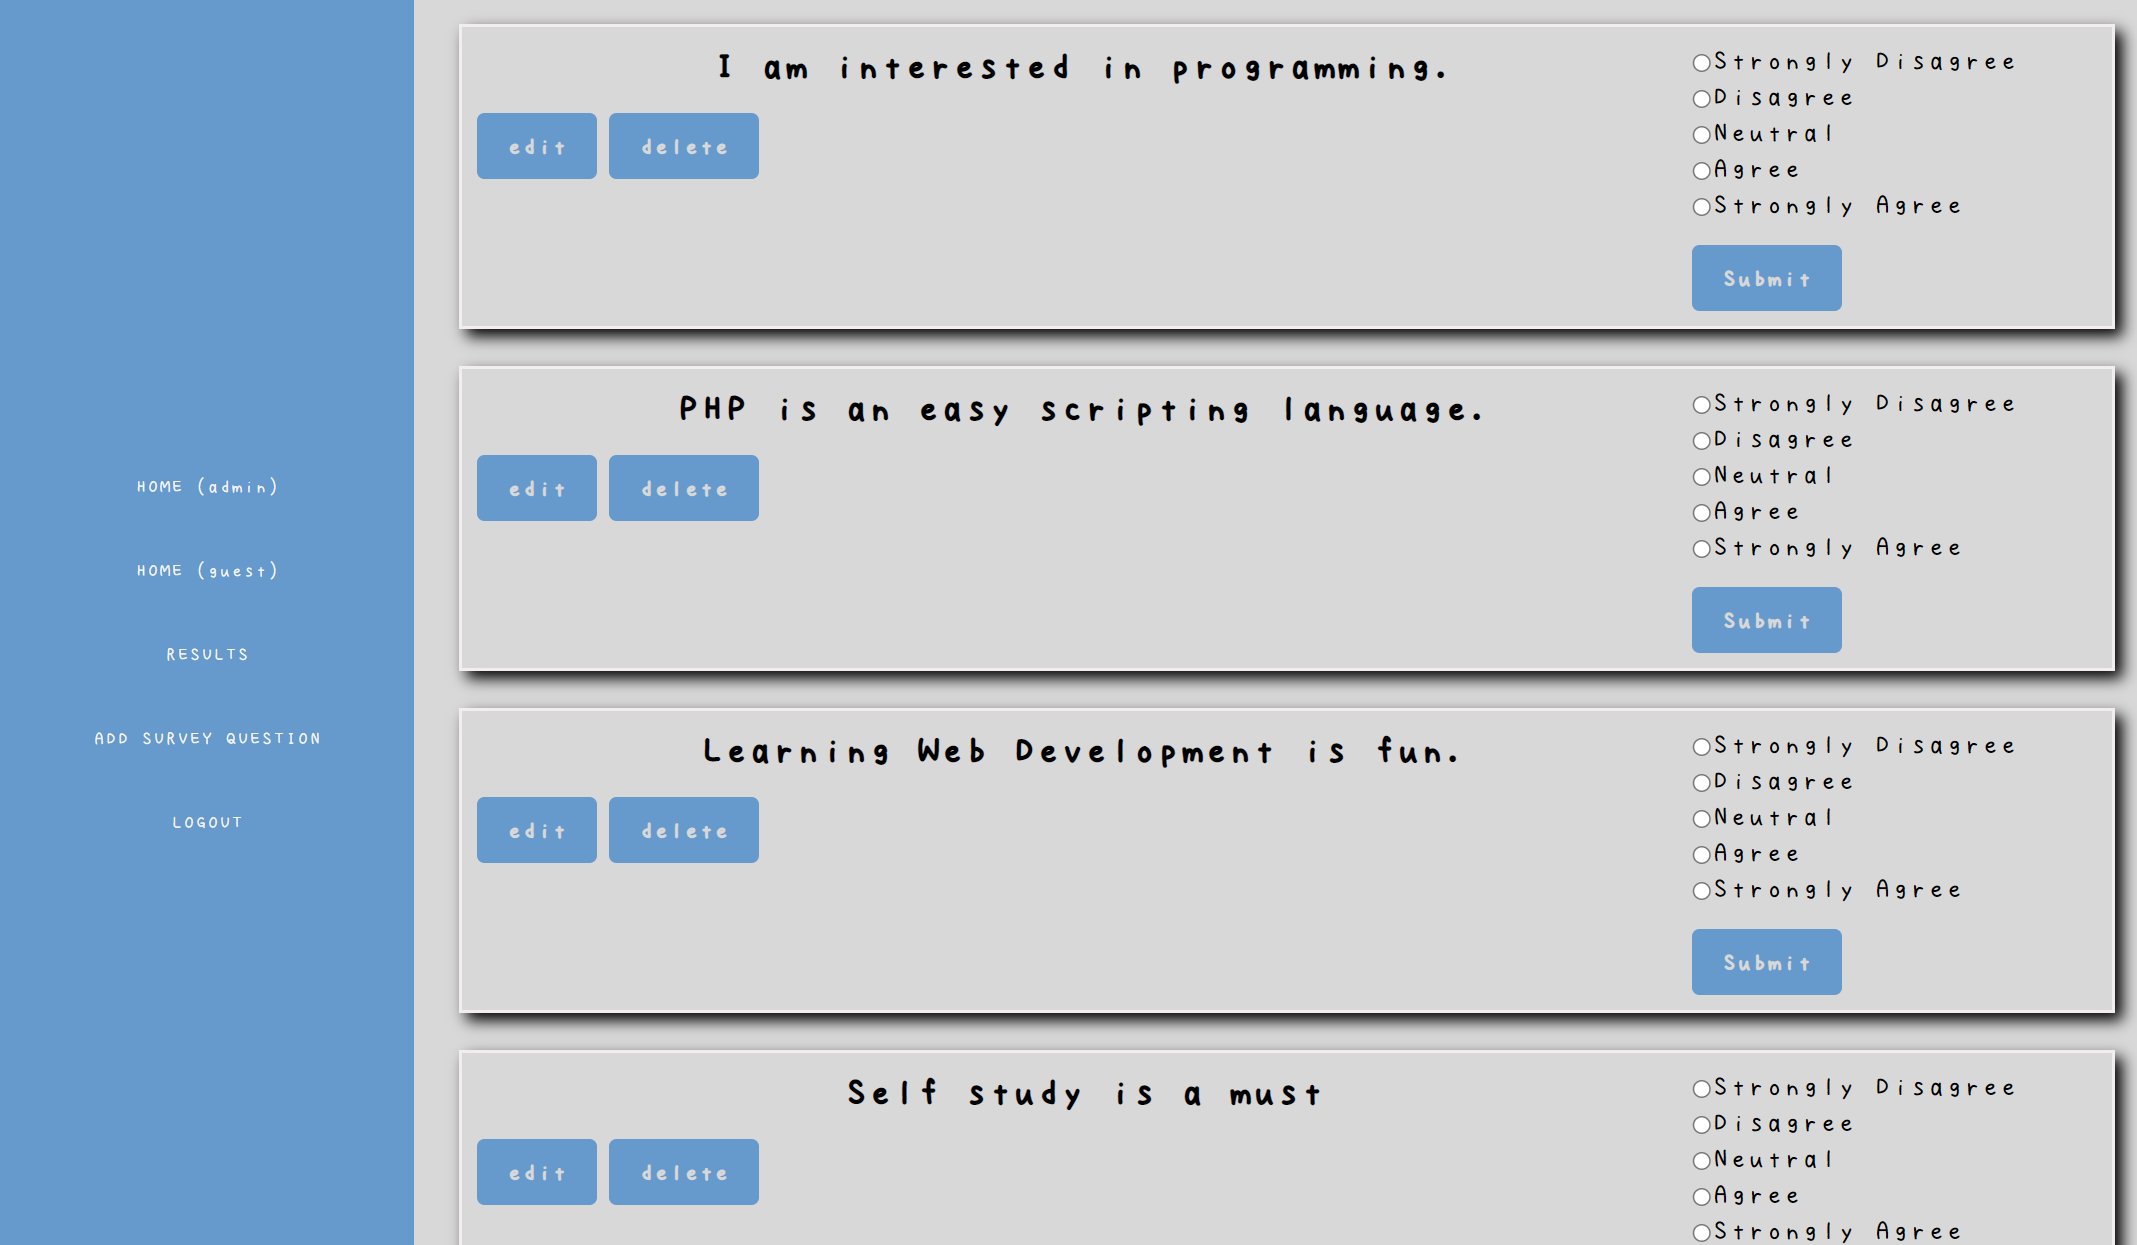 HOME (admin)
HOME (guest)
RESULTS
ADD SURVEY QUESTION
LOGOUT
I am interested in programming.
edit delete
Strongly Disagree
Disagree
Neutral
Agree
Strongly Agree
Submit
PHP is an easy scripting language.
edit delete
Strongly Disagree
Disagree
Neutral
Agree
Strongly Agree
Submit
Learning Web Development is fun.
edit delete
Strongly Disagree
Disagree
Neutral
Agree
Strongly Agree
Submit
Self study is a must
edit delete
Strongly Disagree
Disagree
Neutral
Agree
Strongly Agree